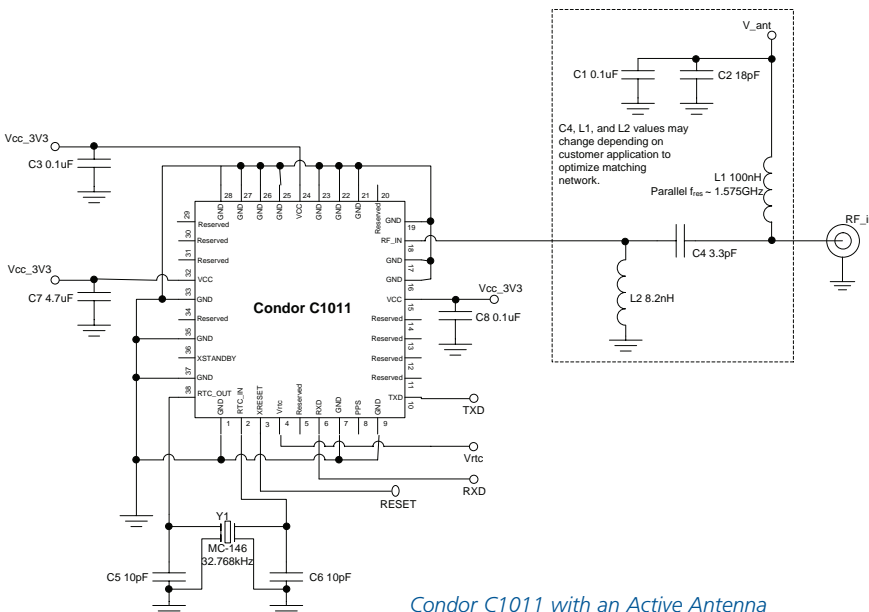 V_ant
C1 0.1uF
C2 18pF
C4, L1, and L2 values may
change depending on
customer application to
optimize matching
network.
L1 100nH
Parallel fres ~ 1.575GHz
RF_i
C4 3.3pF
L2 8.2nH
Vcc_3V3
C3 0.1uF
28 27 26 25 24 23 22 21 20
GND GND GND GND VCC GND GND GND Reserved
29 Reserved
30 Reserved
31 Reserved
32 VCC
33 GND
34 Reserved
35 GND
36 XSTANDBY
37 GND
38 RTC_OUT
Vcc_3V3
C7 4.7uF
Condor C1011
GND 19
RF_IN 18
GND 17
GND 16
VCC 15
Reserved 14
Reserved 13
Reserved 12
Reserved 11
TXD 10
Vcc_3V3
C8 0.1uF
GND RTC_IN XRESET Vrtc Reserved RXD GND PPS GND
1 2 3 4 5 6 7 8 9
TXD
Vrtc
RXD
RESET
Y1
MC-146
32.768kHz
C5 10pF
C6 10pF
Condor C1011 with an Active Antenna